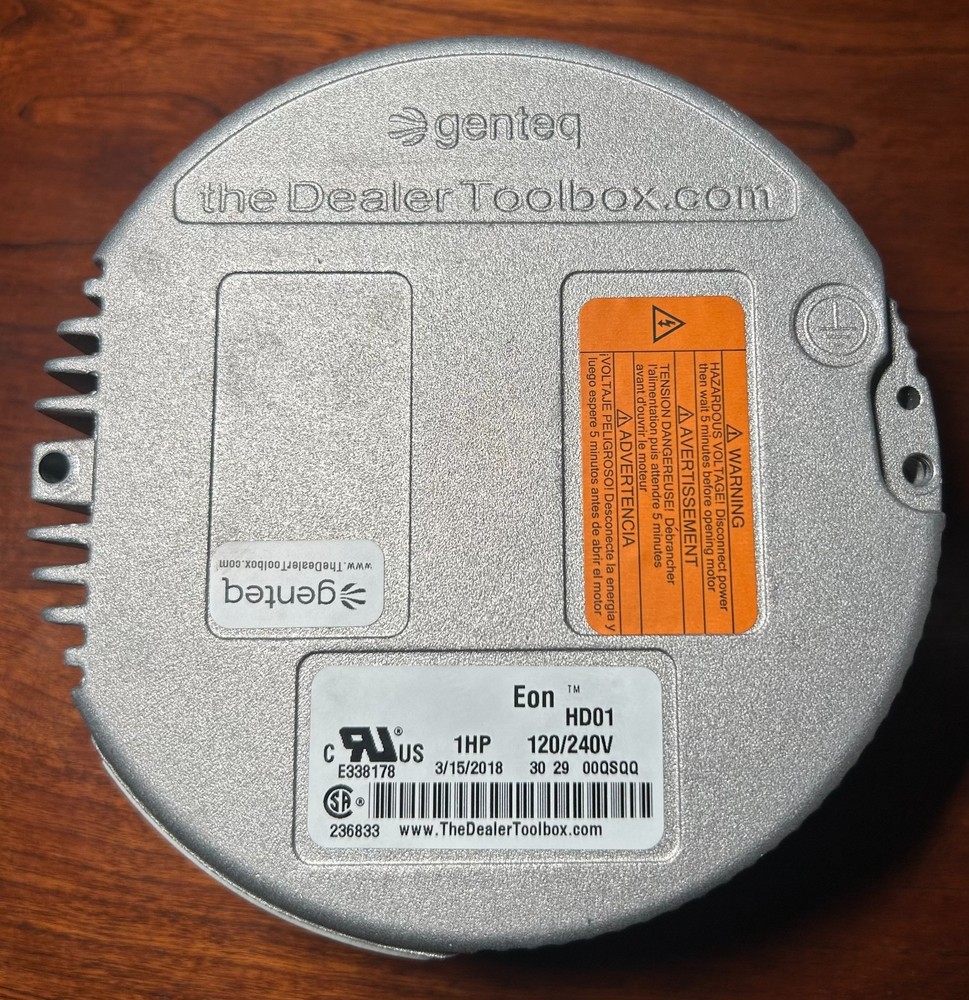 genteq
the Dealer Toolbox.com
⚠ WARNING
HAZARDOUS VOLTAGE! Disconnect power
then wait 5 minutes before opening motor
⚠ AVERTISSEMENT
TENSION DANGEREUSE! Débrancher
l'alimentation puis attendre 5 minutes
avant d'ouvrir le moteur
⚠ ADVERTENCIA
¡VOLTAJE PELIGROSO! Desconecte la energía y
luego espere 5 minutos antes de abrir el motor
genteq
www.TheDealerToolbox.com
Eon ™
HD01
C RU ® US 1HP 120/240V
E338178 3/15/2018 30 29 00QSQQ
SA ®
236833 www.TheDealerToolbox.com